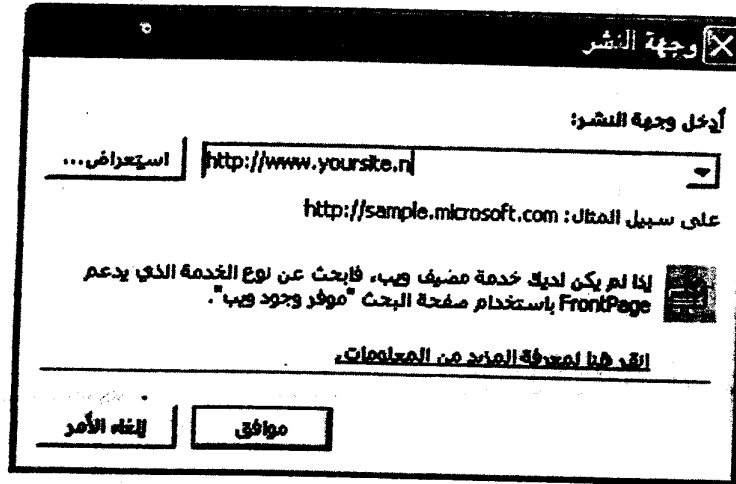 وجهة النشر
أدخل وجهة النشر:
http://www.yoursite.n
استعراض...
على سبيل المثال: http://sample.microsoft.com
إذا لم يكن لديك خدمة مضيف ويب، فابحث عن نوع الخدمة الذي يدعم
FrontPage باستخدام صفحة البحث "موفر وجود ويب".
انقر هنا لمعرفة المزيد من المعلومات.
موافق
إلغاء الأمر